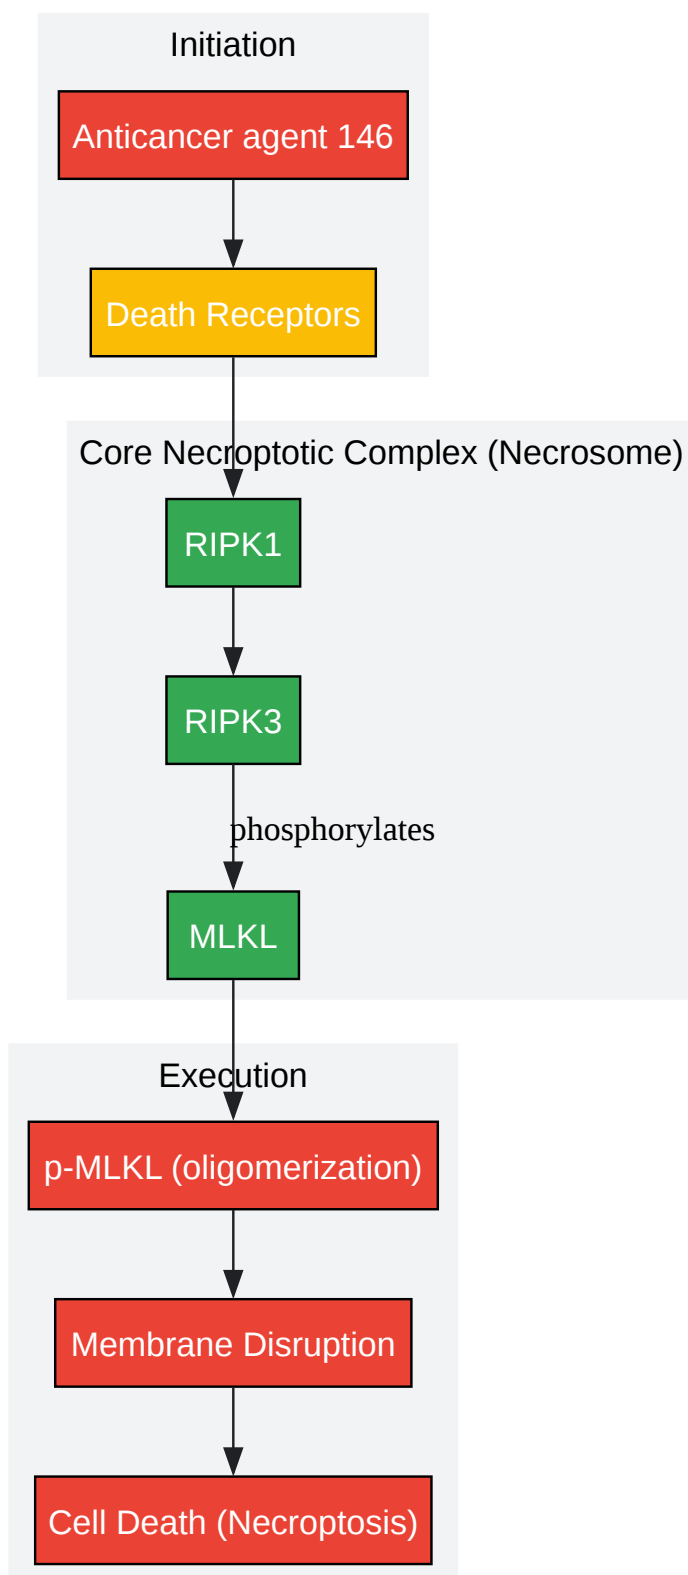 Initiation
Anticancer agent 146
Death Receptors
Core Necroptotic Complex (Necrosome)
RIPK1
RIPK3
phosphorylates
MLKL
Execution
p-MLKL (oligomerization)
Membrane Disruption
Cell Death (Necroptosis)